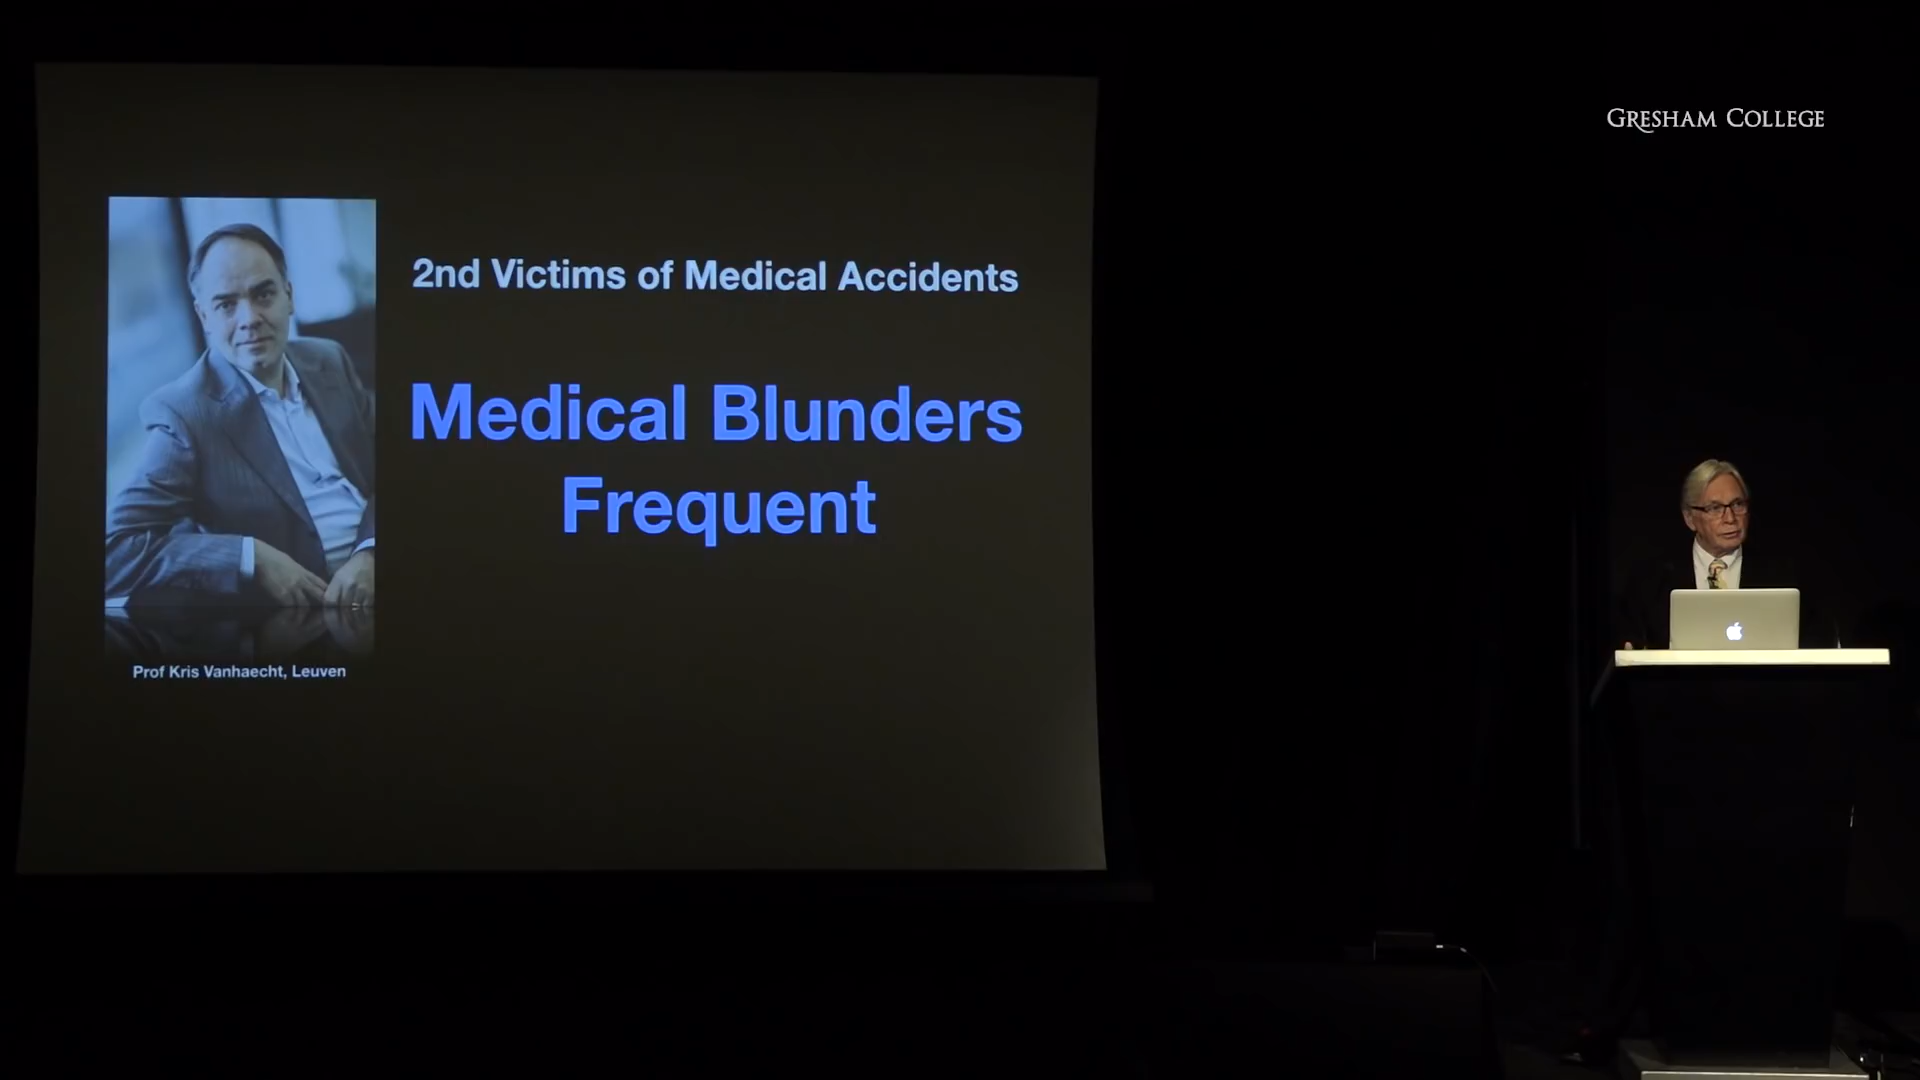 GRESHAM COLLEGE
2nd Victims of Medical Accidents
Medical Blunders
Frequent
Prof Kris Vanhaecht, Leuven